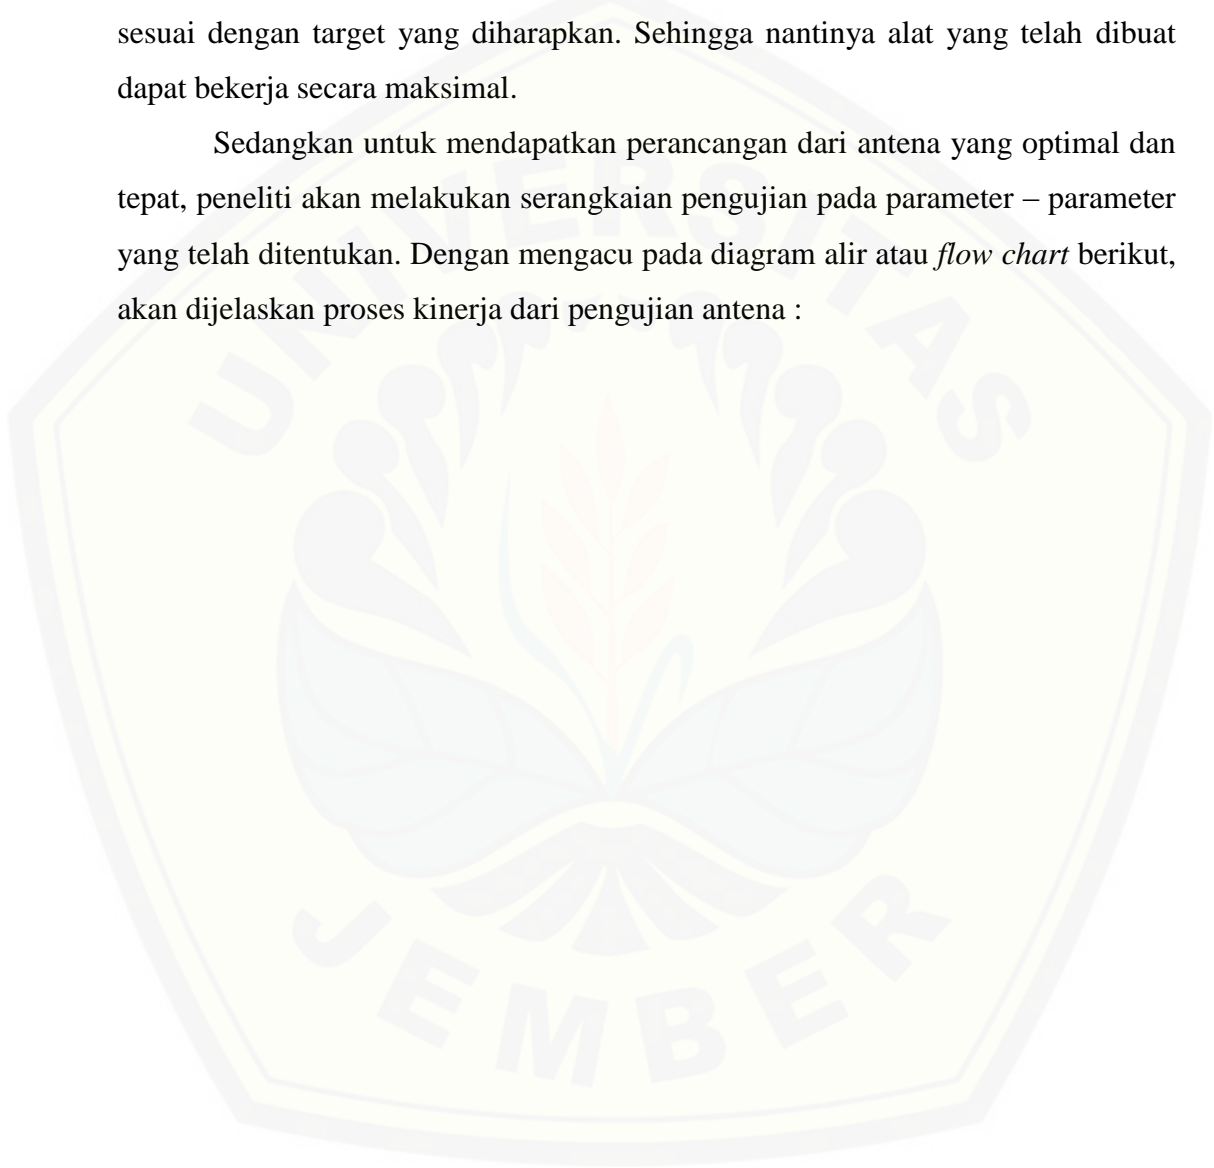 sesuai dengan target yang diharapkan. Sehingga nantinya alat yang telah dibuat
dapat bekerja secara maksimal.
Sedangkan untuk mendapatkan perancangan dari antena yang optimal dan
tepat, peneliti akan melakukan serangkaian pengujian pada parameter – parameter
yang telah ditentukan. Dengan mengacu pada diagram alir atau flow chart berikut,
akan dijelaskan proses kinerja dari pengujian antena :
UNIVERSITAS
JEMBER